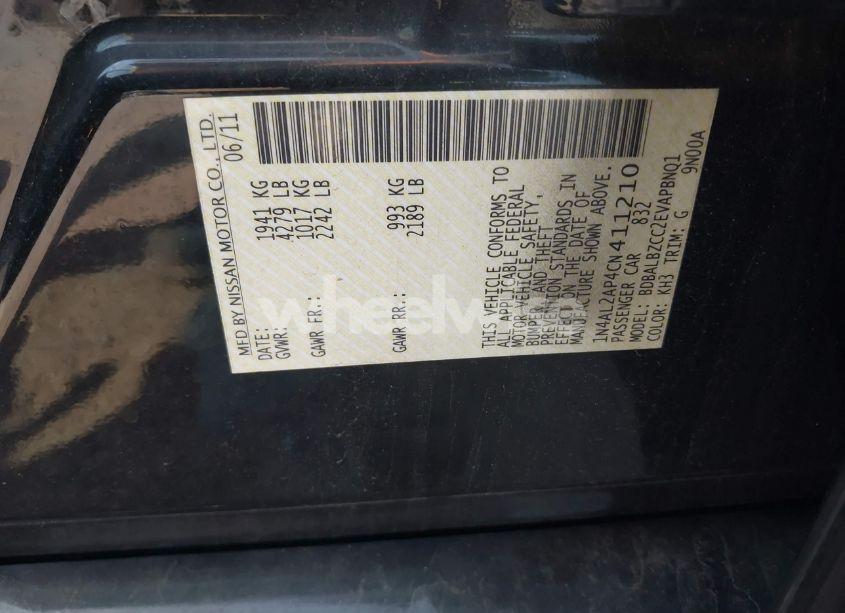 MFD BY NISSAN MOTOR CO., LTD.
DATE: 06/11
GVWR: 1941 KG
4279 LB
GAWR FR: 1017 KG
2242 LB
GAWR RR: 993 KG
2189 LB
THIS VEHICLE CONFORMS TO
ALL APPLICABLE FEDERAL
MOTOR VEHICLE SAFETY,
BUMPER, AND THEFT
PREVENTION STANDARDS IN
EFFECT ON THE DATE OF
MANUFACTURE SHOWN ABOVE.
1N4AL2AP4CN411210
PASSENGER CAR 832
MODEL: BDBALBZCC2EVAPBNQ1
COLOR: KH3 TRIM: G 9N00A